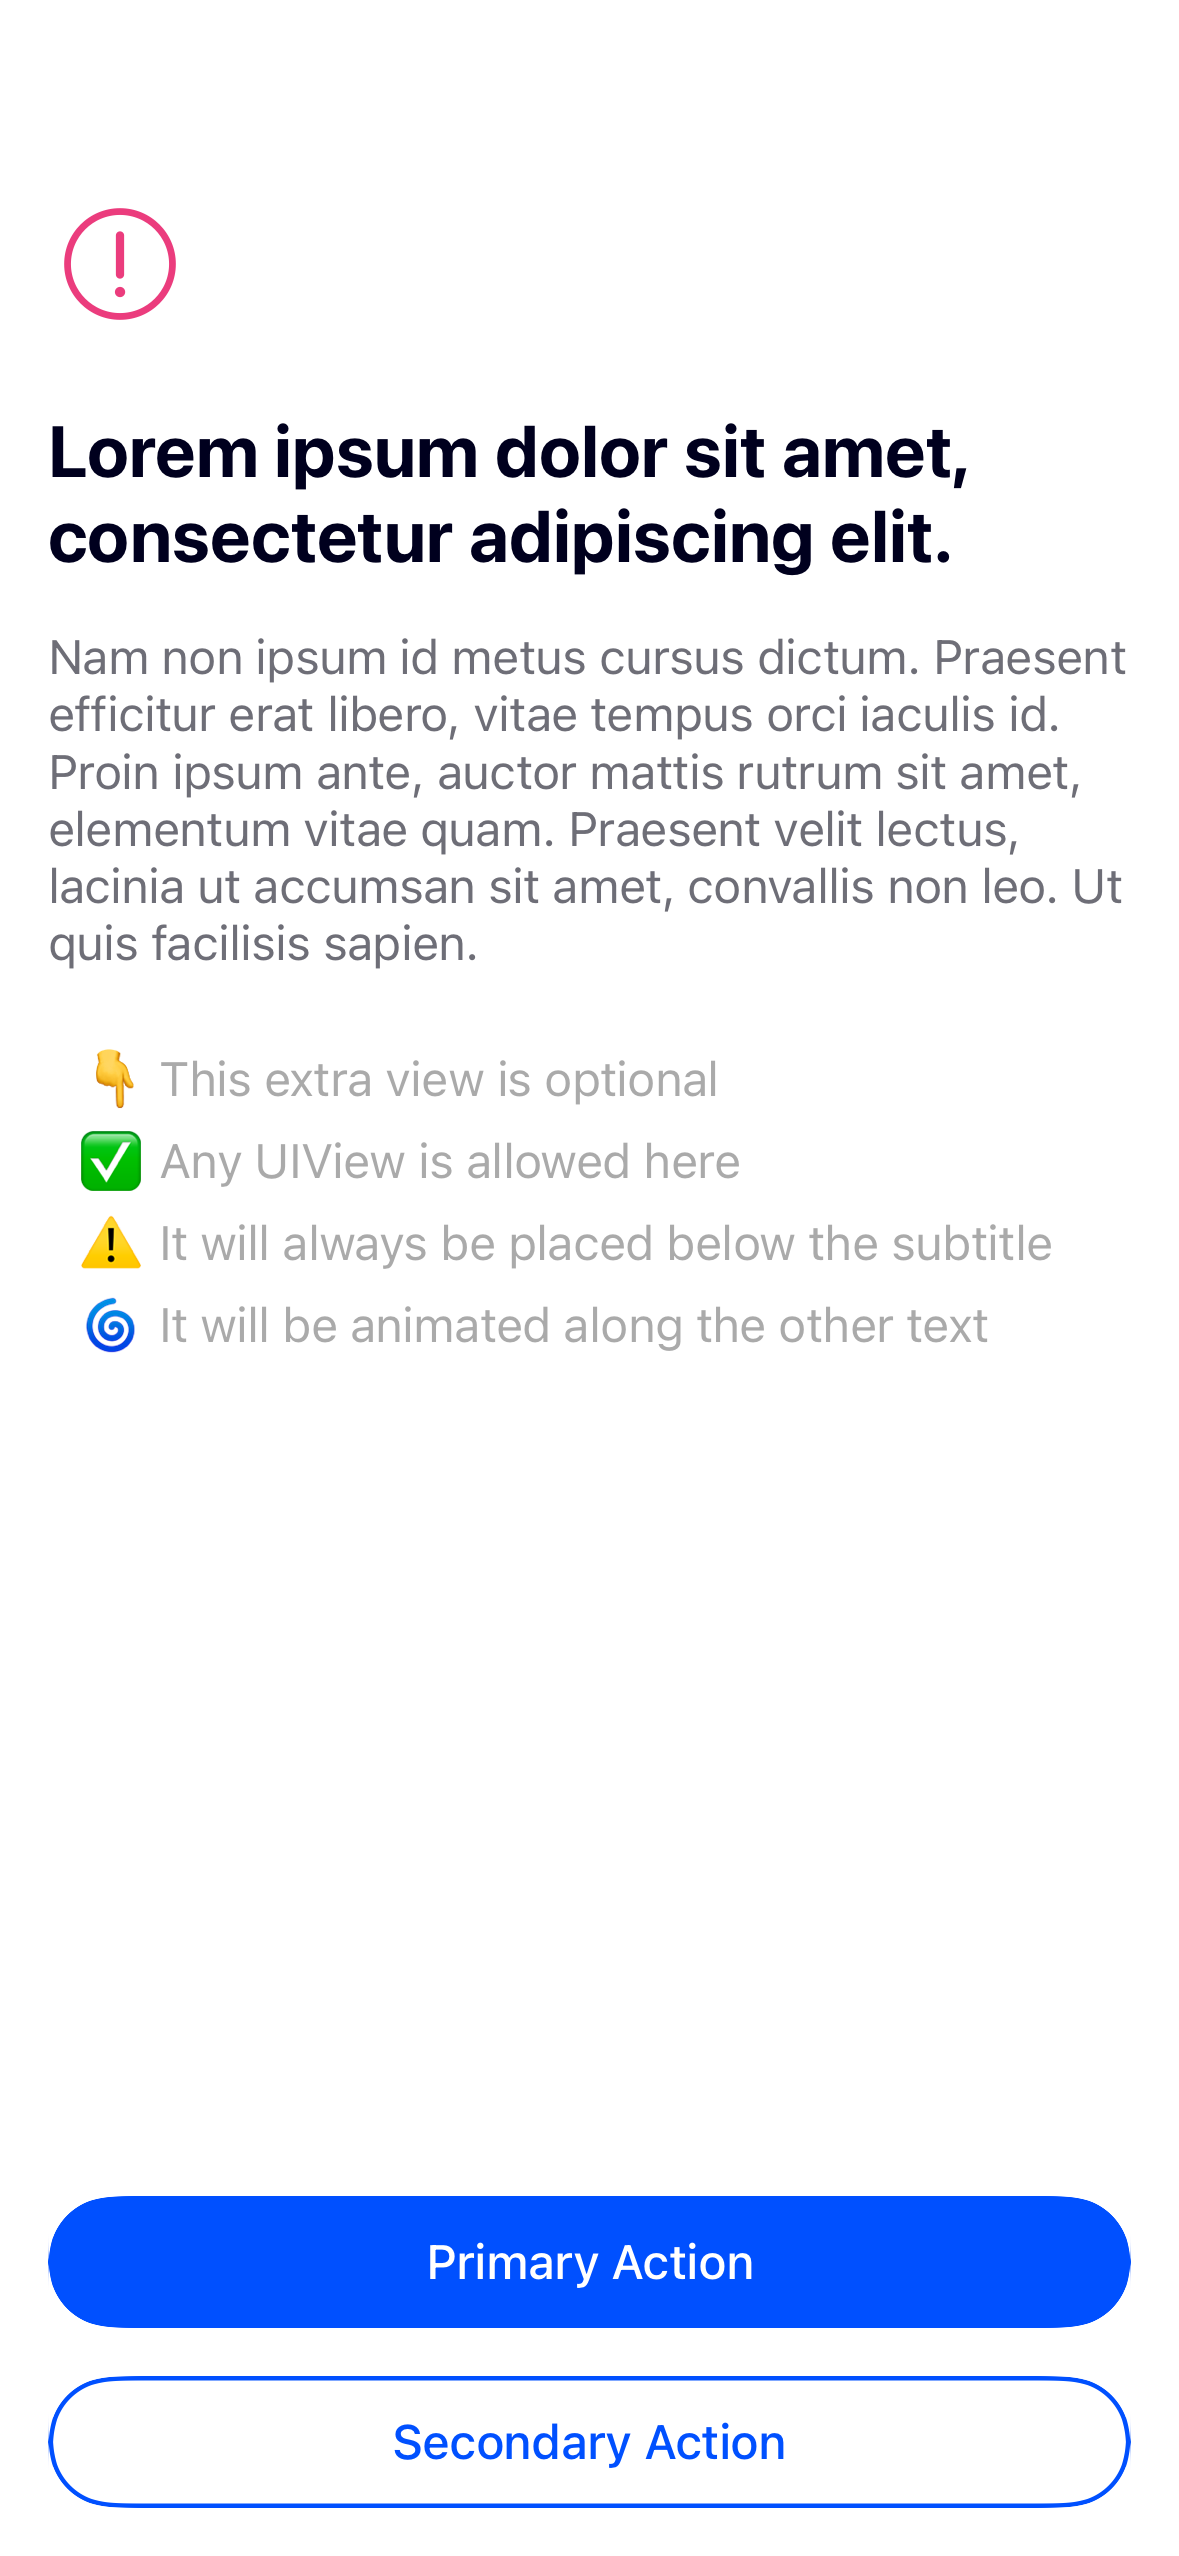 Lorem ipsum dolor sit amet,
consectetur adipiscing elit.
Nam non ipsum id metus cursus dictum. Praesent
efficitur erat libero, vitae tempus orci iaculis id.
Proin ipsum ante, auctor mattis rutrum sit amet,
elementum vitae quam. Praesent velit lectus,
lacinia ut accumsan sit amet, convallis non leo. Ut
quis facilisis sapien.
👇 This extra view is optional
✅ Any UIView is allowed here
⚠️ It will always be placed below the subtitle
🌀 It will be animated along the other text
Primary Action
Secondary Action